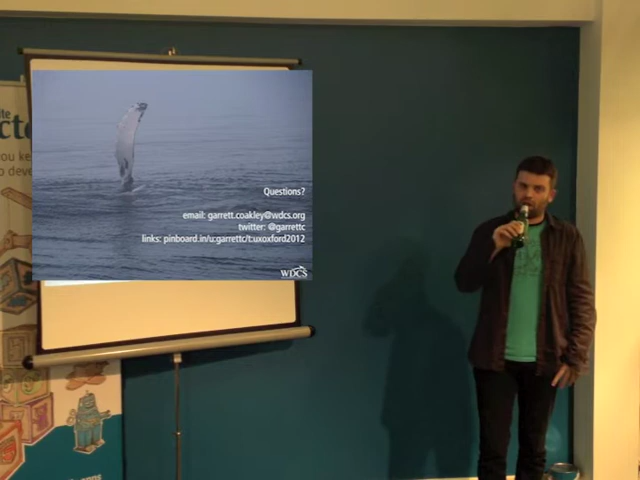 Questions?
email: garrett.coakley@wdcs.org
twitter: @garrettc
links: pinboard.in/u:garrettc/t:uxoxford2012
WDCS